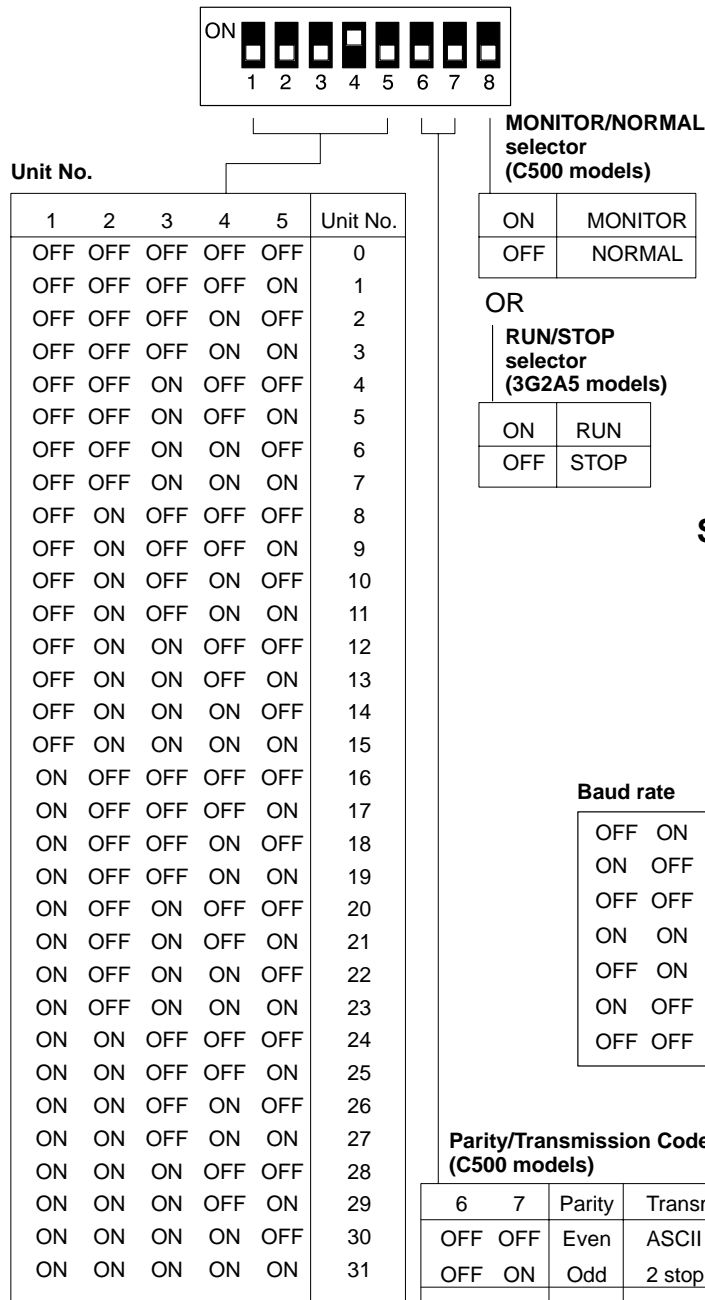 ON
1 2 3 4 5 6 7 8
Unit No.
1 2 3 4 5 Unit No.
OFF OFF OFF OFF OFF 0
OFF OFF OFF OFF ON 1
OFF OFF OFF ON OFF 2
OFF OFF OFF ON ON 3
OFF OFF ON OFF OFF 4
OFF OFF ON OFF ON 5
OFF OFF ON ON OFF 6
OFF OFF ON ON ON 7
OFF ON OFF OFF OFF 8
OFF ON OFF OFF ON 9
OFF ON OFF ON OFF 10
OFF ON OFF ON ON 11
OFF ON ON OFF OFF 12
OFF ON ON OFF ON 13
OFF ON ON ON OFF 14
OFF ON ON ON ON 15
ON OFF OFF OFF OFF 16
ON OFF OFF OFF ON 17
ON OFF OFF ON OFF 18
ON OFF OFF ON ON 19
ON OFF ON OFF OFF 20
ON OFF ON OFF ON 21
ON OFF ON ON OFF 22
ON OFF ON ON ON 23
ON ON OFF OFF OFF 24
ON ON OFF OFF ON 25
ON ON OFF ON OFF 26
ON ON OFF ON ON 27
ON ON ON OFF OFF 28
ON ON ON OFF ON 29
ON ON ON ON OFF 30
ON ON ON ON ON 31
MONITOR/NORMAL
selector
(C500 models)
ON MONITOR
OFF NORMAL
OR
RUN/STOP
selector
(3G2A5 models)
ON RUN
OFF STOP
Baud rate
OFF ON
ON OFF
OFF OFF
ON ON
OFF ON
ON OFF
OFF OFF
Parity/Transmission Code
(C500 models)
6 7 Parity
OFF OFF Even ASCII
OFF ON Odd 2 stop